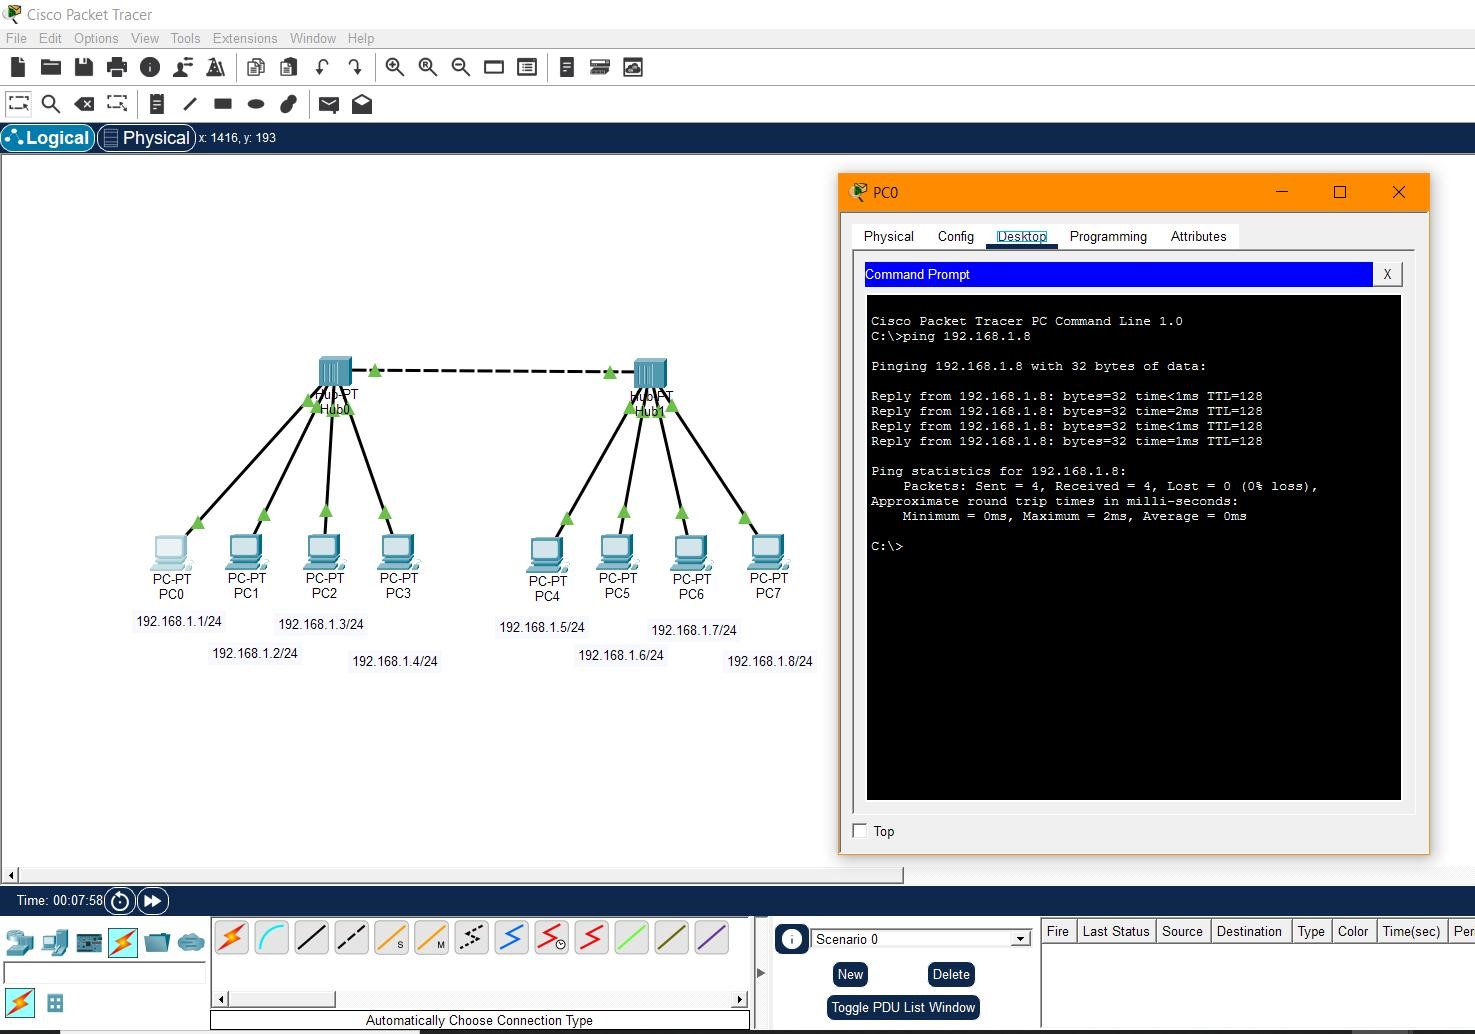 Cisco Packet Tracer
File Edit Options View Tools Extensions Window Help
Logical Physical x: 1416, y: 193
PC0
Physical Config Desktop Programming Attributes
Command Prompt X
Cisco Packet Tracer PC Command Line 1.0
C:\>ping 192.168.1.8
Pinging 192.168.1.8 with 32 bytes of data:
Reply from 192.168.1.8: bytes=32 time<1ms TTL=128
Reply from 192.168.1.8: bytes=32 time=2ms TTL=128
Reply from 192.168.1.8: bytes=32 time<1ms TTL=128
Reply from 192.168.1.8: bytes=32 time=1ms TTL=128
Ping statistics for 192.168.1.8:
Packets: Sent = 4, Received = 4, Lost = 0 (0% loss),
Approximate round trip times in milli-seconds:
Minimum = 0ms, Maximum = 2ms, Average = 0ms
C:\>
Top
Hub-PT
Hub0
Hub-PT
Hub1
PC-PT
PC0
PC-PT
PC1
PC-PT
PC2
PC-PT
PC3
PC-PT
PC4
PC-PT
PC5
PC-PT
PC6
PC-PT
PC7
192.168.1.1/24
192.168.1.2/24
192.168.1.3/24
192.168.1.4/24
192.168.1.5/24
192.168.1.6/24
192.168.1.7/24
192.168.1.8/24
Time: 00:07:58
S
M
Automatically Choose Connection Type
Scenario 0
New Delete
Toggle PDU List Window
Fire Last Status Source Destination Type Color Time(sec) Per